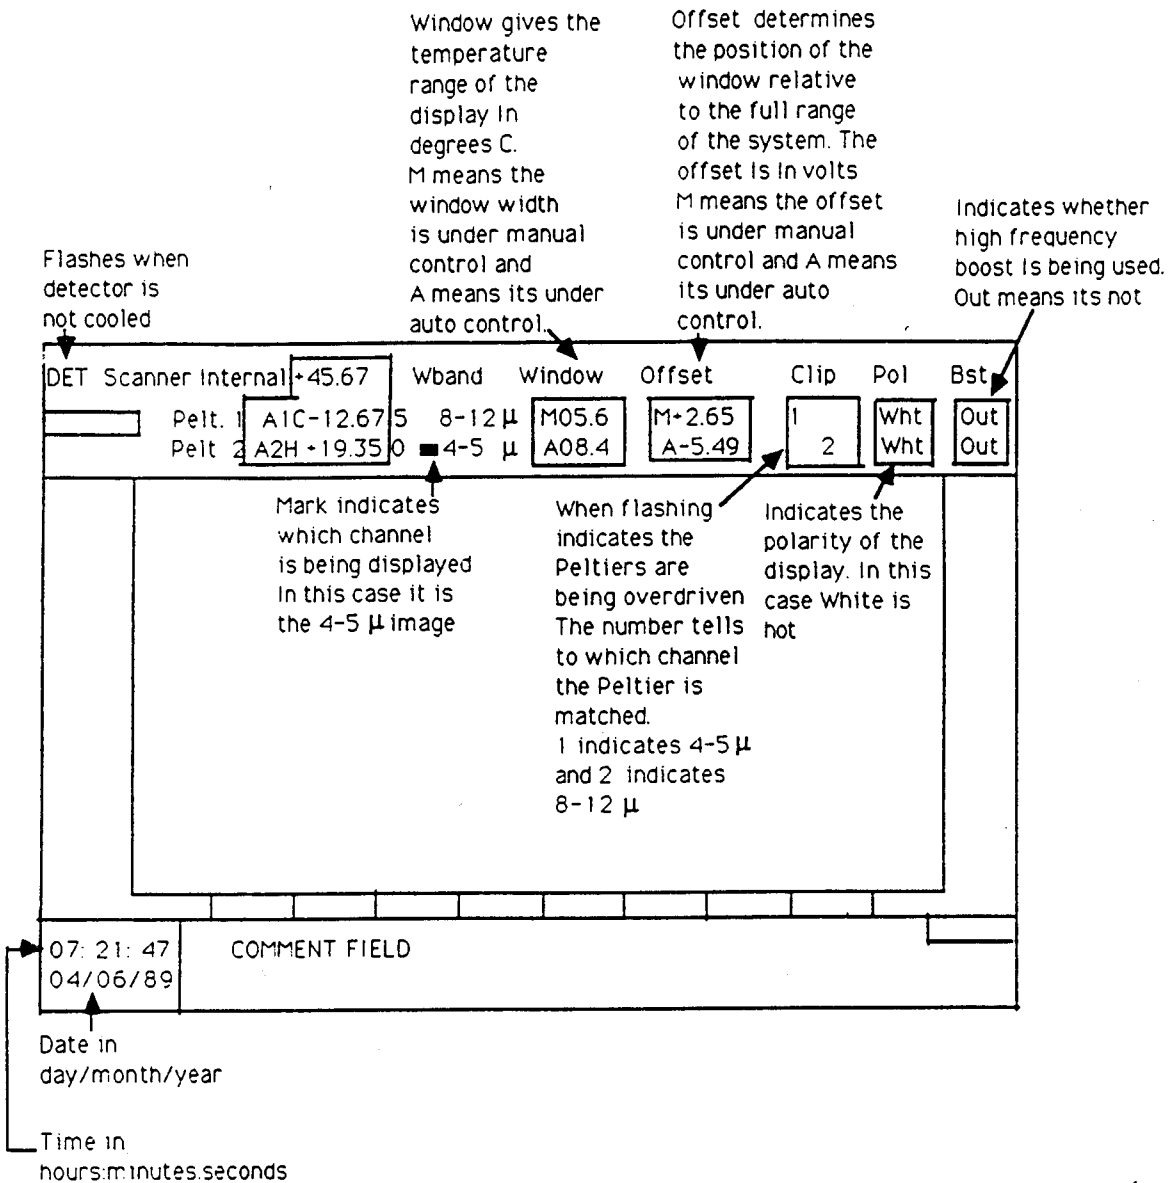 Window gives the
temperature
range of the
display in
degrees C.
M means the
window width
is under manual
control and
A means its under
auto control.
Offset determines
the position of the
window relative
to the full range
of the system. The
offset is in volts
M means the offset
is under manual
control and A means
its under auto
control.
Indicates whether
high frequency
boost is being used.
Out means its not
Flashes when
detector is
not cooled
DET Scanner Internal +45.67 Wband Window Offset Clip Pol Bst
Pelt. 1 A1C-12.67 5 8-12 µ M05.6 M+2.65 1 Wht Out
Pelt 2 A2H +19.35 0 4-5 µ A08.4 A-5.49 2 Wht Out
Mark indicates
which channel
is being displayed
In this case it is
the 4-5 µ image
When flashing
indicates the
Peltiers are
being overdriven
The number tells
to which channel
the Peltier is
matched.
1 indicates 4-5 µ
and 2 indicates
8-12 µ
Indicates the
polarity of the
display. In this
case White is
hot
07: 21: 47 COMMENT FIELD
04/06/89
Date in
day/month/year
Time in
hours:minutes.seconds